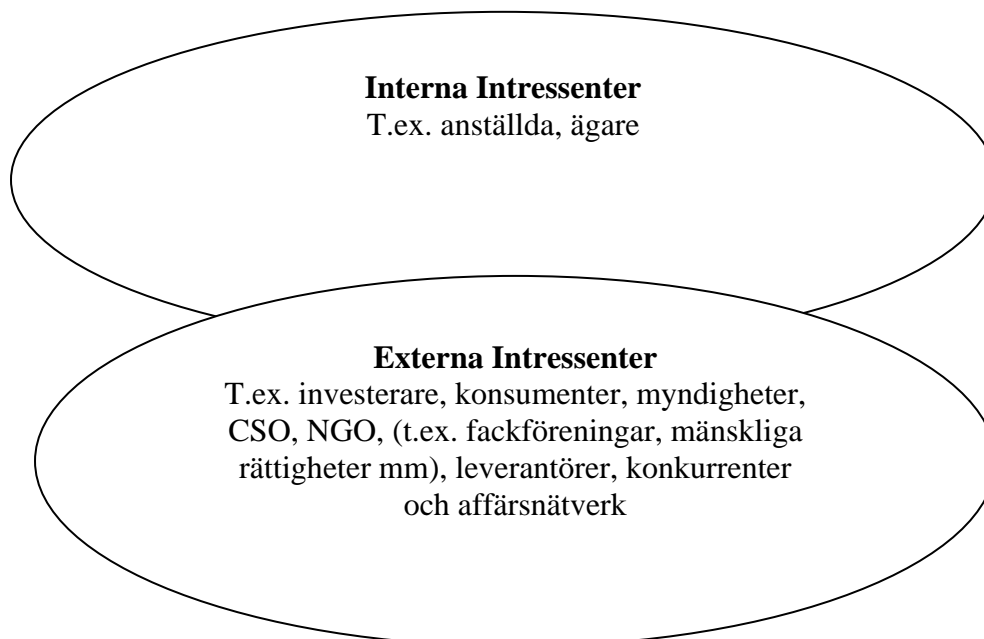 Interna Intressenter
T.ex. anställda, ägare
Externa Intressenter
T.ex. investerare, konsumenter, myndigheter,
CSO, NGO, (t.ex. fackföreningar, mänskliga
rättigheter mm), leverantörer, konkurrenter
och affärsnätverk